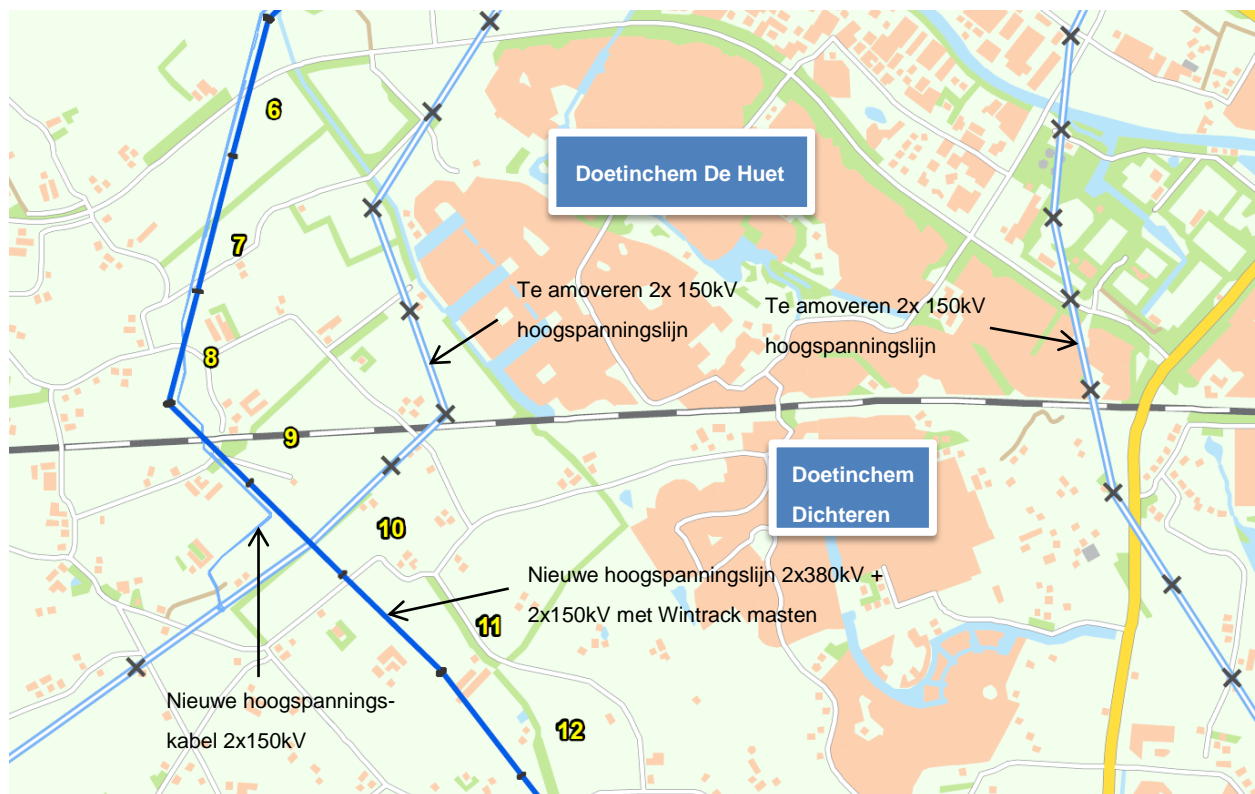 6
Doetinchem De Huet
7
Te amoveren 2x 150kV
hoogspanningslijn
Te amoveren 2x 150kV
hoogspanningslijn
8
9
Doetinchem
Dichteren
10
Nieuwe hoogspanningslijn 2x380kV +
2x150kV met Wintrack masten
11
Nieuwe hoogspannings-
kabel 2x150kV
12